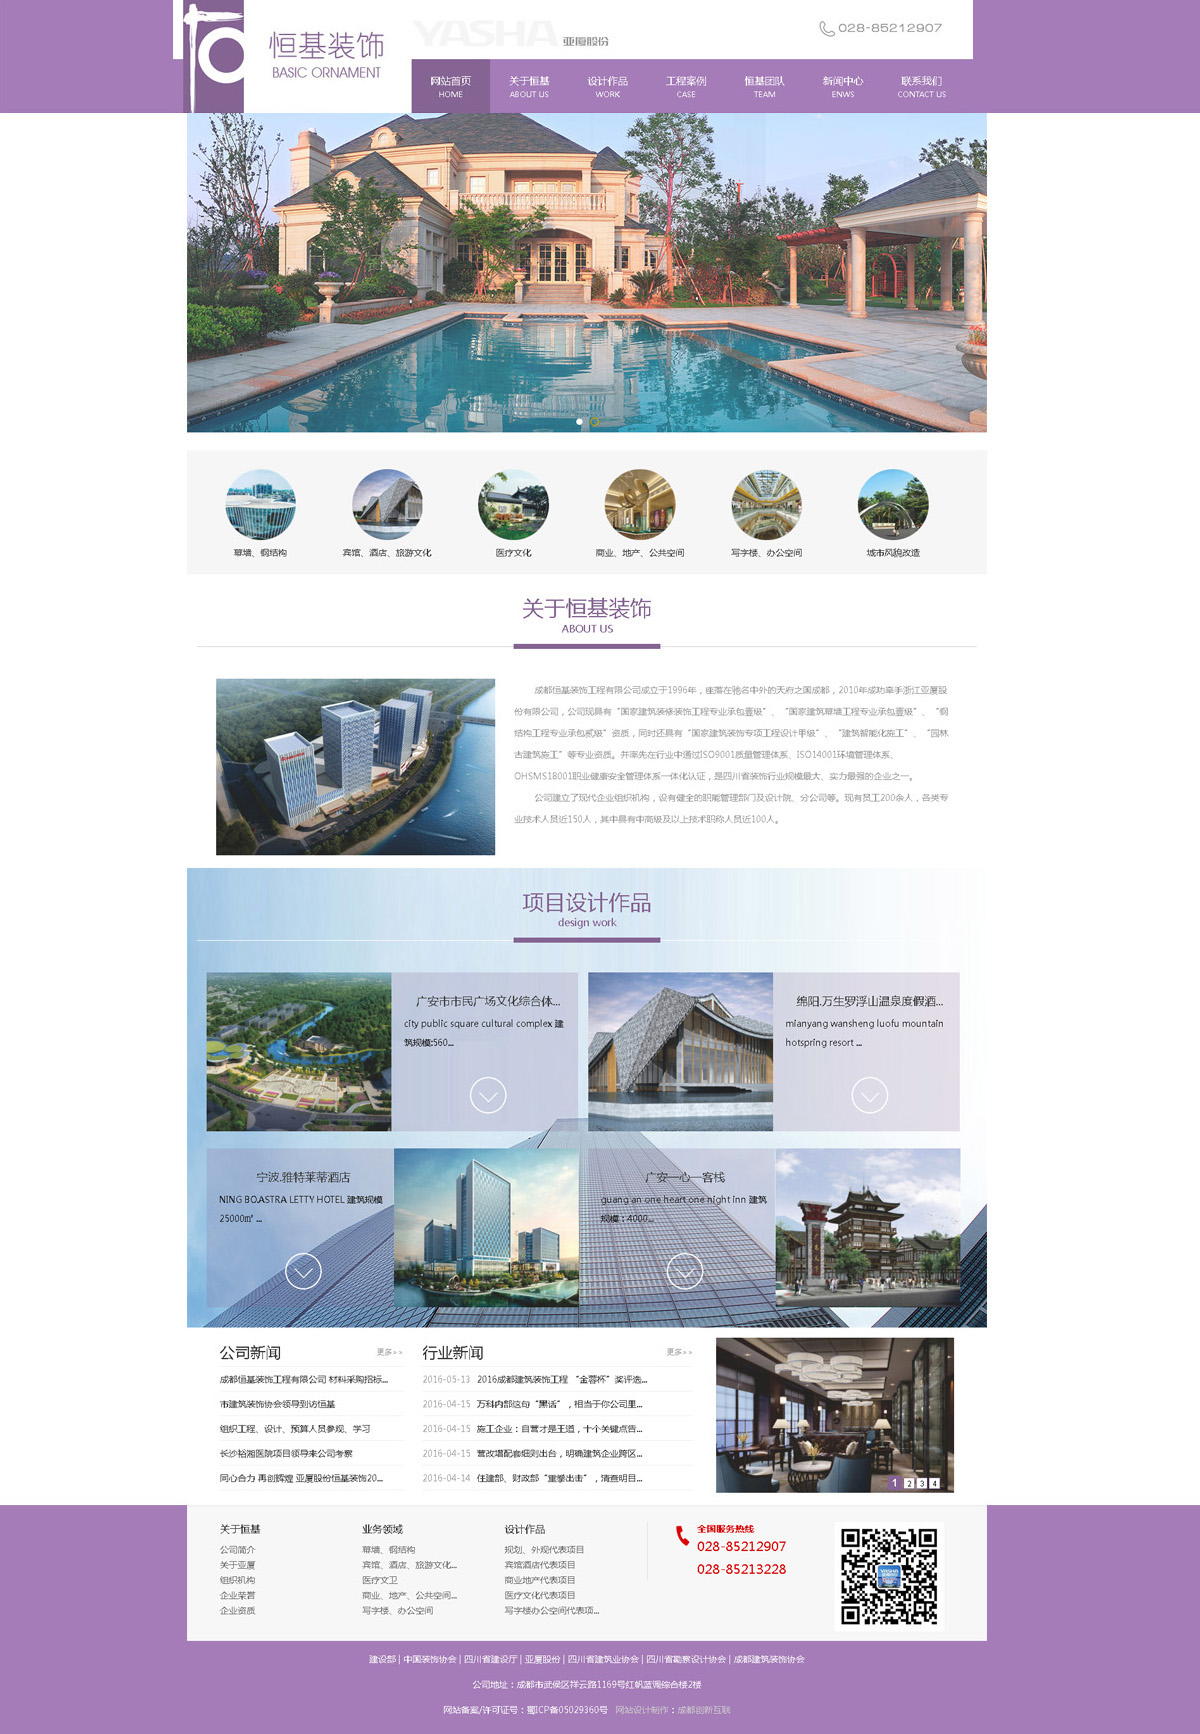 恒基装饰
BASIC ORNAMENT
YASHA 亚厦股份
028-85212907
网站首页 关于恒基 设计作品 工程案例 恒基团队 新闻中心 联系我们
HOME ABOUT US WORK CASE TEAM ENWS CONTACT US
幕墙、钢结构 宾馆、酒店、旅游文化 医疗文化 商业、地产、公共空间 写字楼、办公空间 城市风貌改造
关于恒基装饰
ABOUT US
成都恒基装饰工程有限公司成立于1996年，座落在驰名中外的天府之国成都，2010年成功牵手浙江亚厦股
份有限公司，公司现具有“国家建筑装修装饰工程专业承包壹级”、“国家建筑幕墙工程专业承包壹级”、“钢
结构工程专业承包贰级”资质，同时还具有“国家建筑装饰专项工程设计甲级”、“建筑智能化施工”、“园林
古建筑施工”等专业资质。并率先在行业中通过ISO9001质量管理体系、ISO14001环境管理体系、
OHSMS18001职业健康安全管理体系一体化认证，是四川省装饰行业规模最大、实力最强的企业之一。
公司建立了现代企业组织机构，设有健全的职能管理部门及设计院、分公司等。现有员工200余人，各类专
业技术人员近150人，其中具有中高级及以上技术职称人员近100人。
项目设计作品
design work
广安市市民广场文化综合体...
city public square cultural complex 建
筑规模:560...
绵阳.万生罗浮山温泉度假酒...
mianyang wansheng luofu mountain
hotspring resort ...
宁波.雅特莱蒂酒店
NING BO.ASTRA LETTY HOTEL 建筑规模
25000㎡ ...
广安一心一客栈
guang an one heart one night inn 建筑
规模：4000...
公司新闻 更多>>
成都恒基装饰工程有限公司 材料采购招标...
市建筑装饰协会领导到访恒基
组织工程、设计、预算人员参观、学习
长沙裕湘医院项目领导来公司考察
同心合力 再创辉煌 亚厦股份恒基装饰20...
行业新闻 更多>>
2016-05-13 2016成都建筑装饰工程 “金蓉杯”奖评选...
2016-04-15 万科内部这句“黑话”，相当于你公司里...
2016-04-15 施工企业：自营才是王道，十个关键点告...
2016-04-15 营改增配套细则出台，明确建筑企业跨区...
2016-04-14 住建部、财政部“重拳出击”，清查明目...
1 2 3 4
关于恒基
公司简介
关于亚厦
组织机构
企业荣誉
企业资质
业务领域
幕墙、钢结构
宾馆、酒店、旅游文化...
医疗文卫
商业、地产、公共空间...
写字楼、办公空间
设计作品
规划、外观代表项目
宾馆酒店代表项目
商业地产代表项目
医疗文化代表项目
写字楼办公空间代表项...
全国服务热线
028-85212907
028-85213228
YASHA
建设部 | 中国装饰协会 | 四川省建设厅 | 亚厦股份 | 四川省建筑业协会 | 四川省勘察设计协会 | 成都建筑装饰协会
公司地址：成都市武侯区祥云路1169号红帆蓝调综合楼2楼
网站备案/许可证号：蜀ICP备05029360号 网站设计制作：成都创新互联